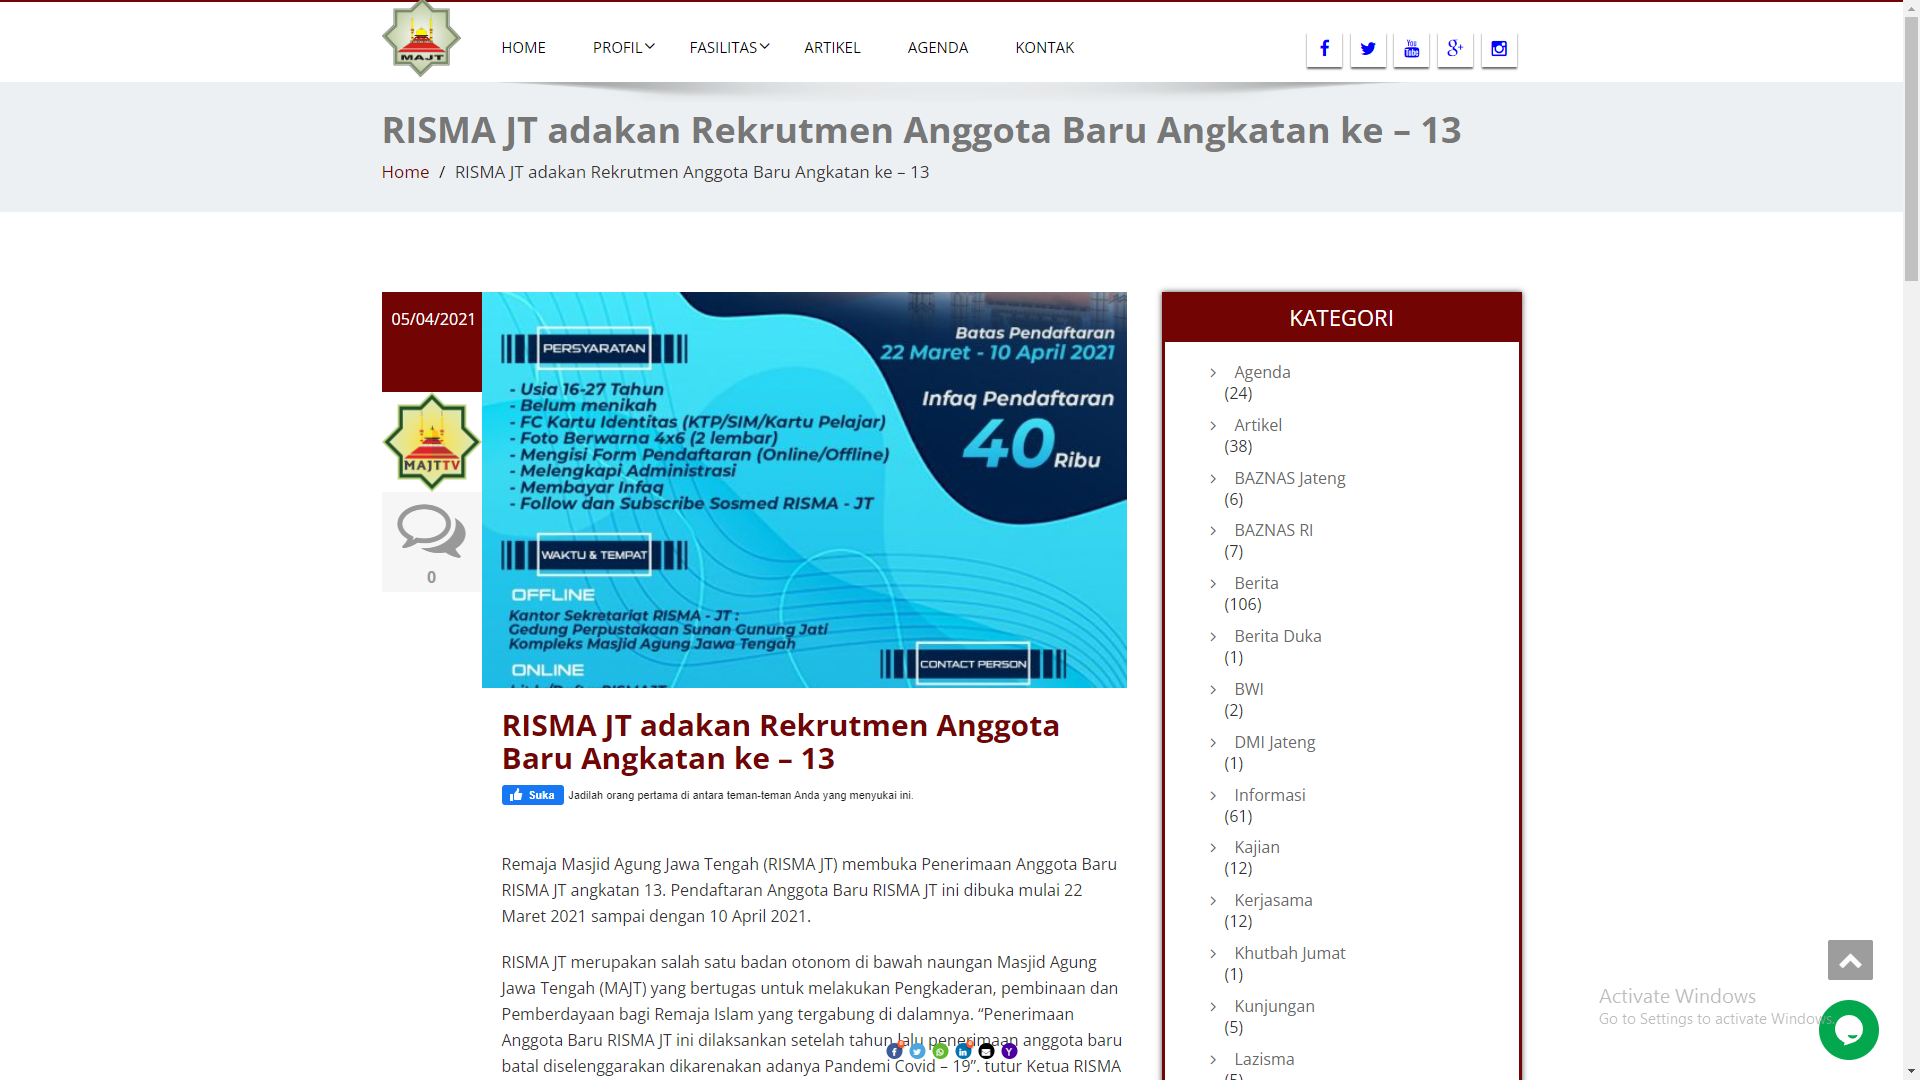 MAJT
HOME PROFIL FASILITAS ARTIKEL AGENDA KONTAK
RISMA JT adakan Rekrutmen Anggota Baru Angkatan ke – 13
Home / RISMA JT adakan Rekrutmen Anggota Baru Angkatan ke – 13
05/04/2021
MAJTTV
0
PERSYARATAN
- Usia 16-27 Tahun
- Belum menikah
- FC Kartu Identitas (KTP/SIM/Kartu Pelajar)
- Foto Berwarna 4x6 (2 lembar)
- Mengisi Form Pendaftaran (Online/Offline)
- Melengkapi Administrasi
- Membayar Infaq
- Follow dan Subscribe Sosmed RISMA - JT
Batas Pendaftaran
22 Maret - 10 April 2021
Infaq Pendaftaran
40 Ribu
WAKTU & TEMPAT
OFFLINE
Kantor Sekretariat RISMA - JT :
Gedung Perpustakaan Sunan Gunung Jati
Kompleks Masjid Agung Jawa Tengah
ONLINE
CONTACT PERSON
RISMA JT adakan Rekrutmen Anggota
Baru Angkatan ke – 13
Suka Jadilah orang pertama di antara teman-teman Anda yang menyukai ini.
Remaja Masjid Agung Jawa Tengah (RISMA JT) membuka Penerimaan Anggota Baru
RISMA JT angkatan 13. Pendaftaran Anggota Baru RISMA JT ini dibuka mulai 22
Maret 2021 sampai dengan 10 April 2021.
RISMA JT merupakan salah satu badan otonom di bawah naungan Masjid Agung
Jawa Tengah (MAJT) yang bertugas untuk melakukan Pengkaderan, pembinaan dan
Pemberdayaan bagi Remaja Islam yang tergabung di dalamnya. “Penerimaan
Anggota Baru RISMA JT ini dilaksankan setelah tahun lalu penerimaan anggota baru
batal diselenggarakan dikarenakan adanya Pandemi Covid – 19”. tutur Ketua RISMA
KATEGORI
Agenda
(24)
Artikel
(38)
BAZNAS Jateng
(6)
BAZNAS RI
(7)
Berita
(106)
Berita Duka
(1)
BWI
(2)
DMI Jateng
(1)
Informasi
(61)
Kajian
(12)
Kerjasama
(12)
Khutbah Jumat
(1)
Kunjungan
(5)
Lazisma
(5)
Activate Windows
Go to Settings to activate Windows.